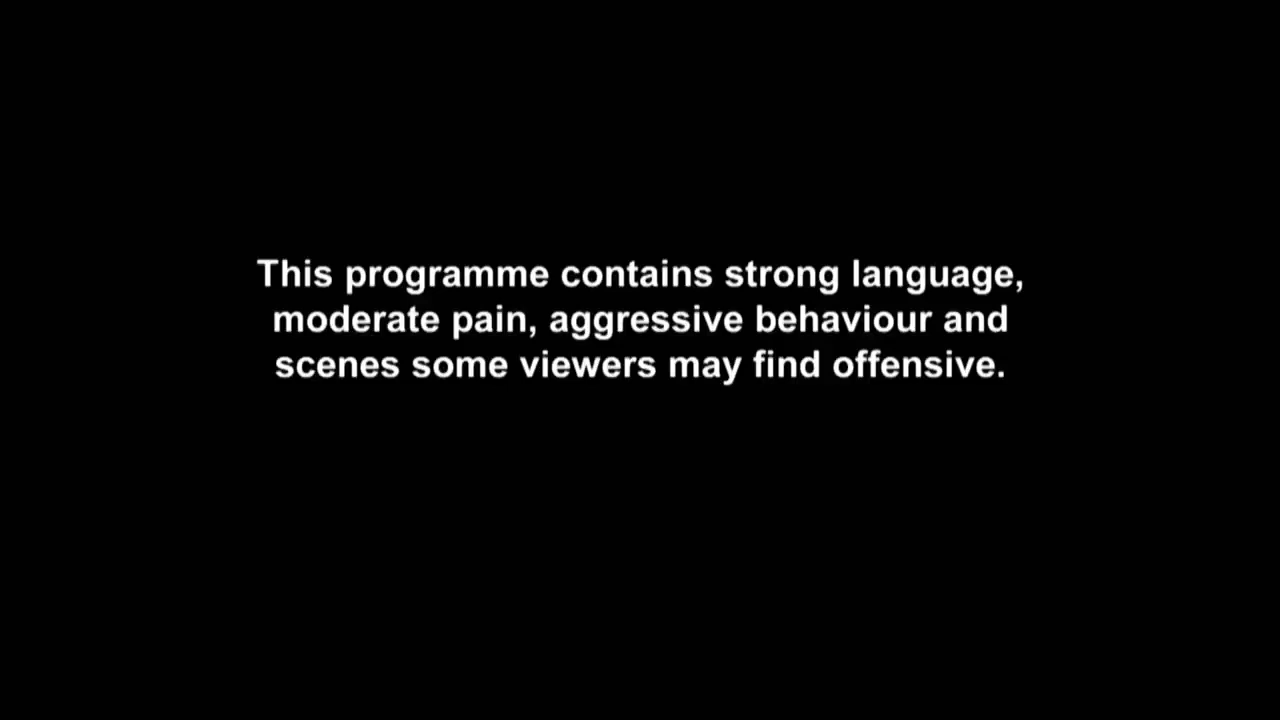 This programme contains strong language,
moderate pain, aggressive behaviour and
scenes some viewers may find offensive.